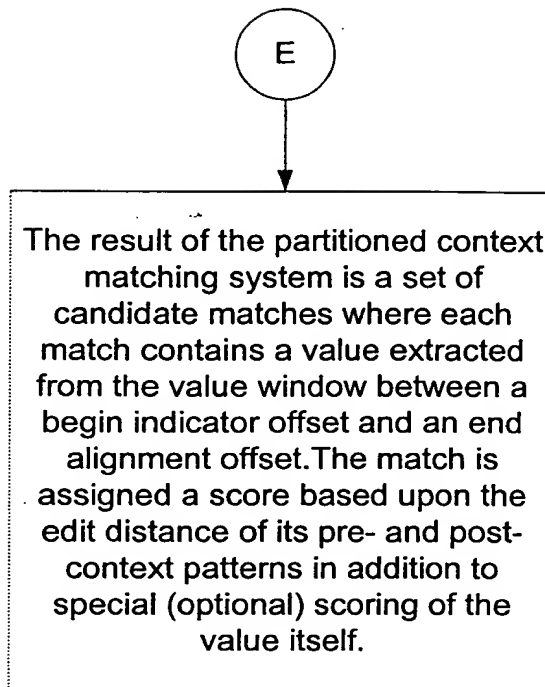 E
The result of the partitioned context
matching system is a set of
candidate matches where each
match contains a value extracted
from the value window between a
begin indicator offset and an end
alignment offset.The match is
assigned a score based upon the
edit distance of its pre- and post-
context patterns in addition to
special (optional) scoring of the
value itself.